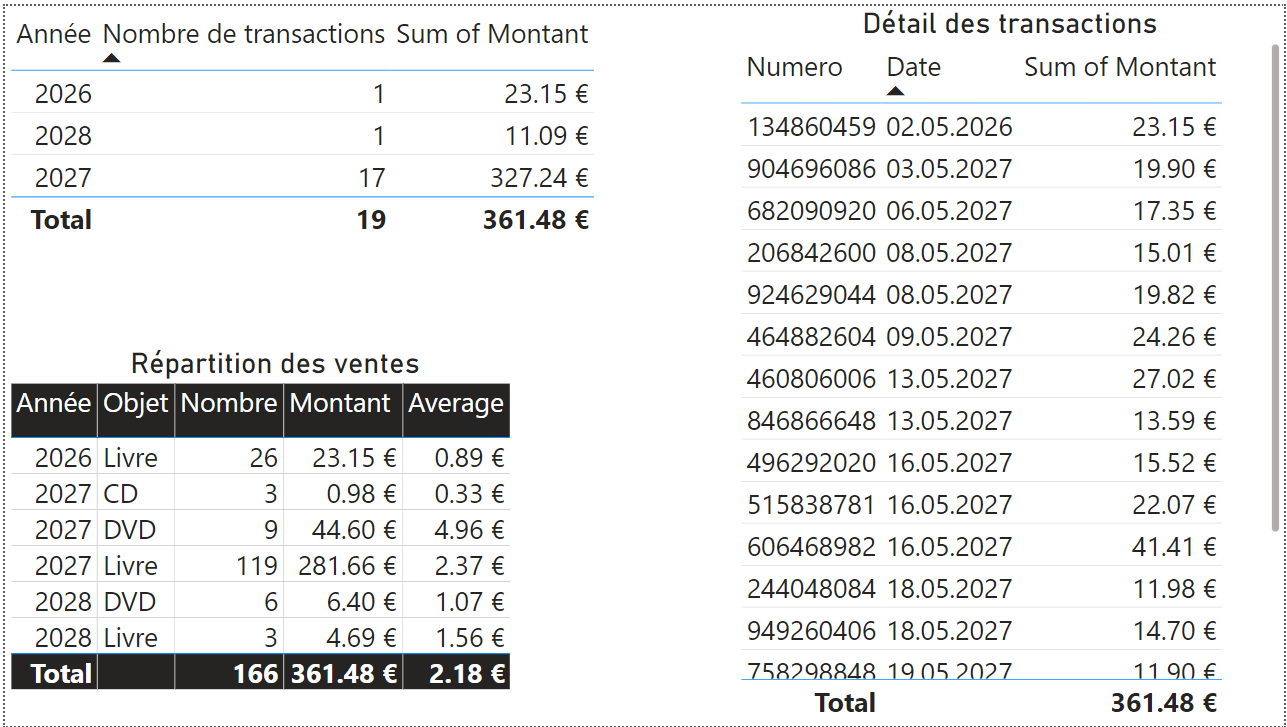 Année Nombre de transactions Sum of Montant
2026 1 23.15 €
2028 1 11.09 €
2027 17 327.24 €
Total 19 361.48 €
Répartition des ventes
Année Objet Nombre Montant Average
2026 Livre 26 23.15 € 0.89 €
2027 CD 3 0.98 € 0.33 €
2027 DVD 9 44.60 € 4.96 €
2027 Livre 119 281.66 € 2.37 €
2028 DVD 6 6.40 € 1.07 €
2028 Livre 3 4.69 € 1.56 €
Total 166 361.48 € 2.18 €
Détail des transactions
Numero Date Sum of Montant
134860459 02.05.2026 23.15 €
904696086 03.05.2027 19.90 €
682090920 06.05.2027 17.35 €
206842600 08.05.2027 15.01 €
924629044 08.05.2027 19.82 €
464882604 09.05.2027 24.26 €
460806006 13.05.2027 27.02 €
846866648 13.05.2027 13.59 €
496292020 16.05.2027 15.52 €
515838781 16.05.2027 22.07 €
606468982 16.05.2027 41.41 €
244048084 18.05.2027 11.98 €
949260406 18.05.2027 14.70 €
758298848 19.05.2027 11.90 €
Total 361.48 €